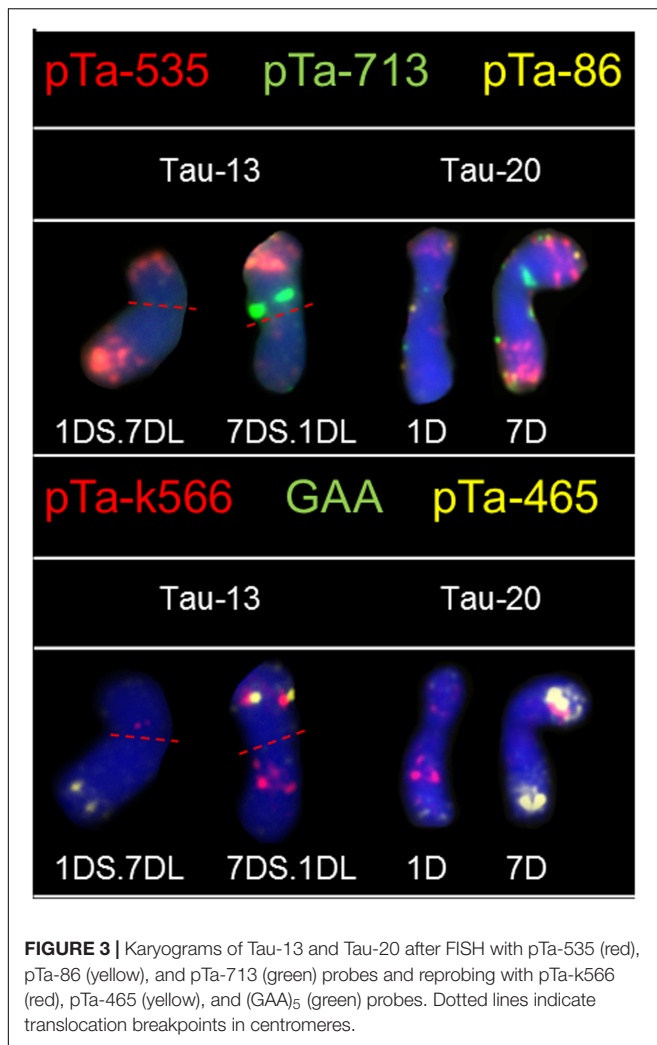 pTa-535 pTa-713 pTa-86
Tau-13 Tau-20
1DS.7DL 7DS.1DL 1D 7D
pTa-k566 GAA pTa-465
Tau-13 Tau-20
1DS.7DL 7DS.1DL 1D 7D
FIGURE 3 | Karyograms of Tau-13 and Tau-20 after FISH with pTa-535 (red),
pTa-86 (yellow), and pTa-713 (green) probes and reprobing with pTa-k566
(red), pTa-465 (yellow), and (GAA)₅ (green) probes. Dotted lines indicate
translocation breakpoints in centromeres.